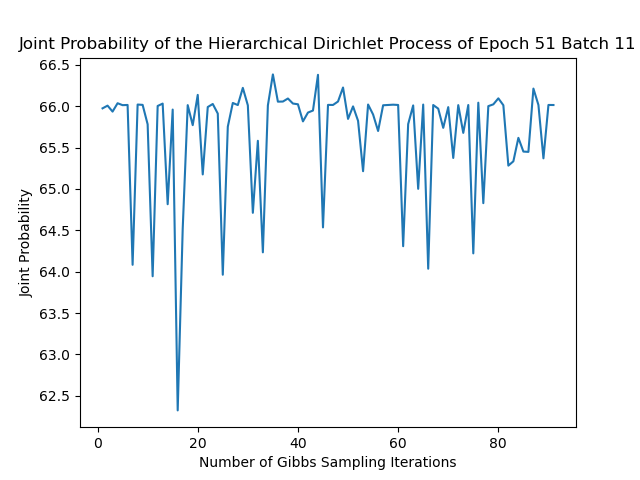 Joint Probability of the Hierarchical Dirichlet Process of Epoch 51 Batch 11
66.5
66.0
65.5
65.0
64.5
64.0
63.5
63.0
62.5
Joint Probability
0 20 40 60 80
Number of Gibbs Sampling Iterations